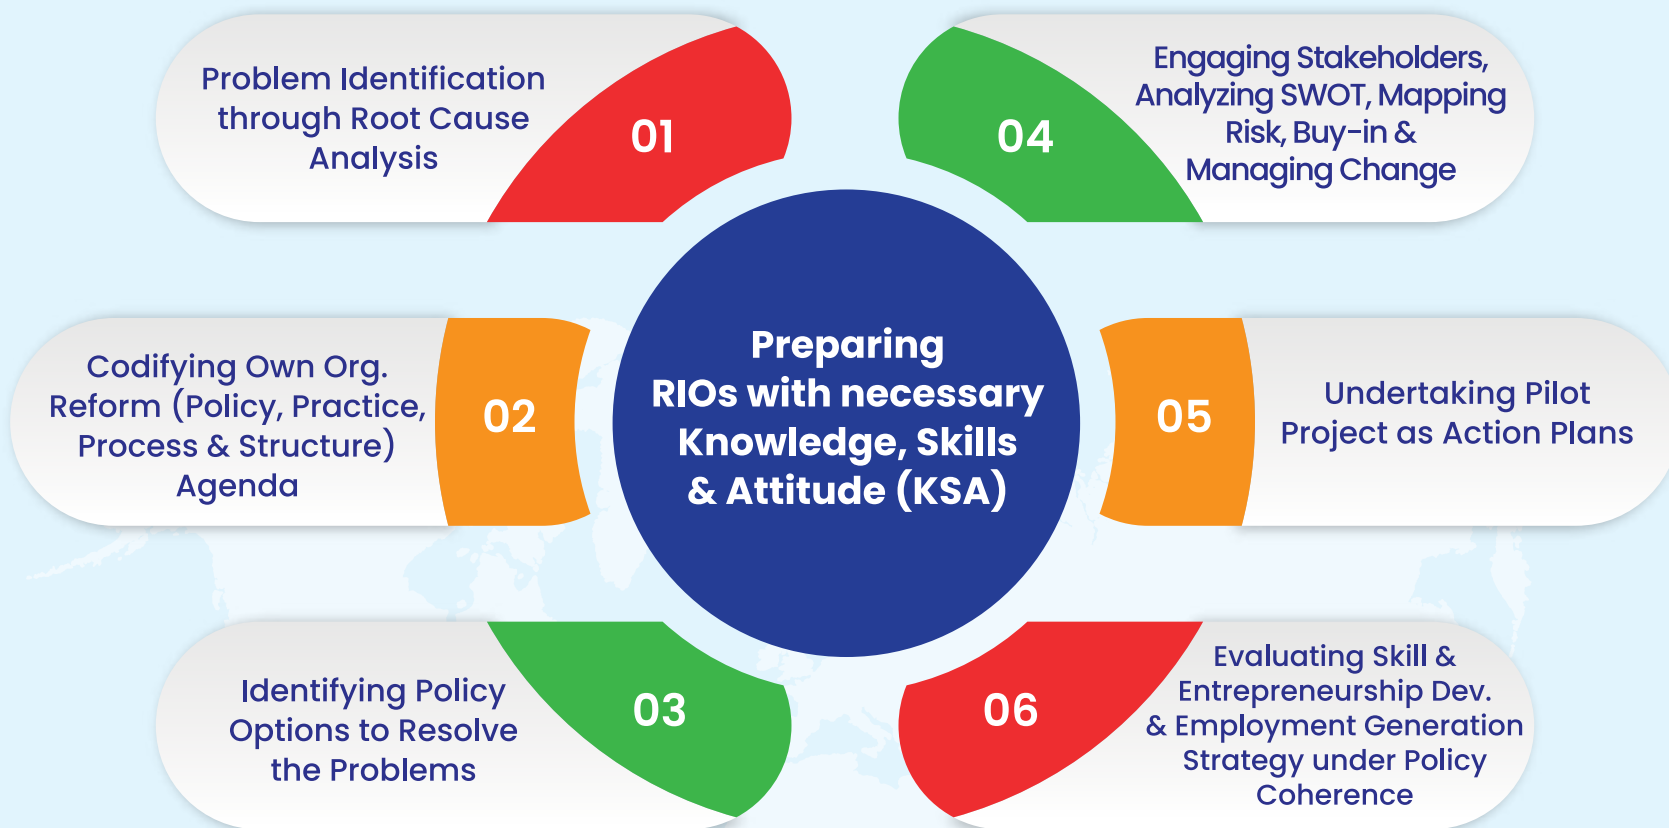 Problem Identification
through Root Cause
Analysis
01
Codifying Own Org.
Reform (Policy, Practice,
Process & Structure)
Agenda
02
Identifying Policy
Options to Resolve
the Problems
03
Preparing
RIOs with necessary
Knowledge, Skills
& Attitude (KSA)
04
Engaging Stakeholders,
Analyzing SWOT, Mapping
Risk, Buy-in &
Managing Change
05
Undertaking Pilot
Project as Action Plans
06
Evaluating Skill &
Entrepreneurship Dev.
& Employment Generation
Strategy under Policy
Coherence